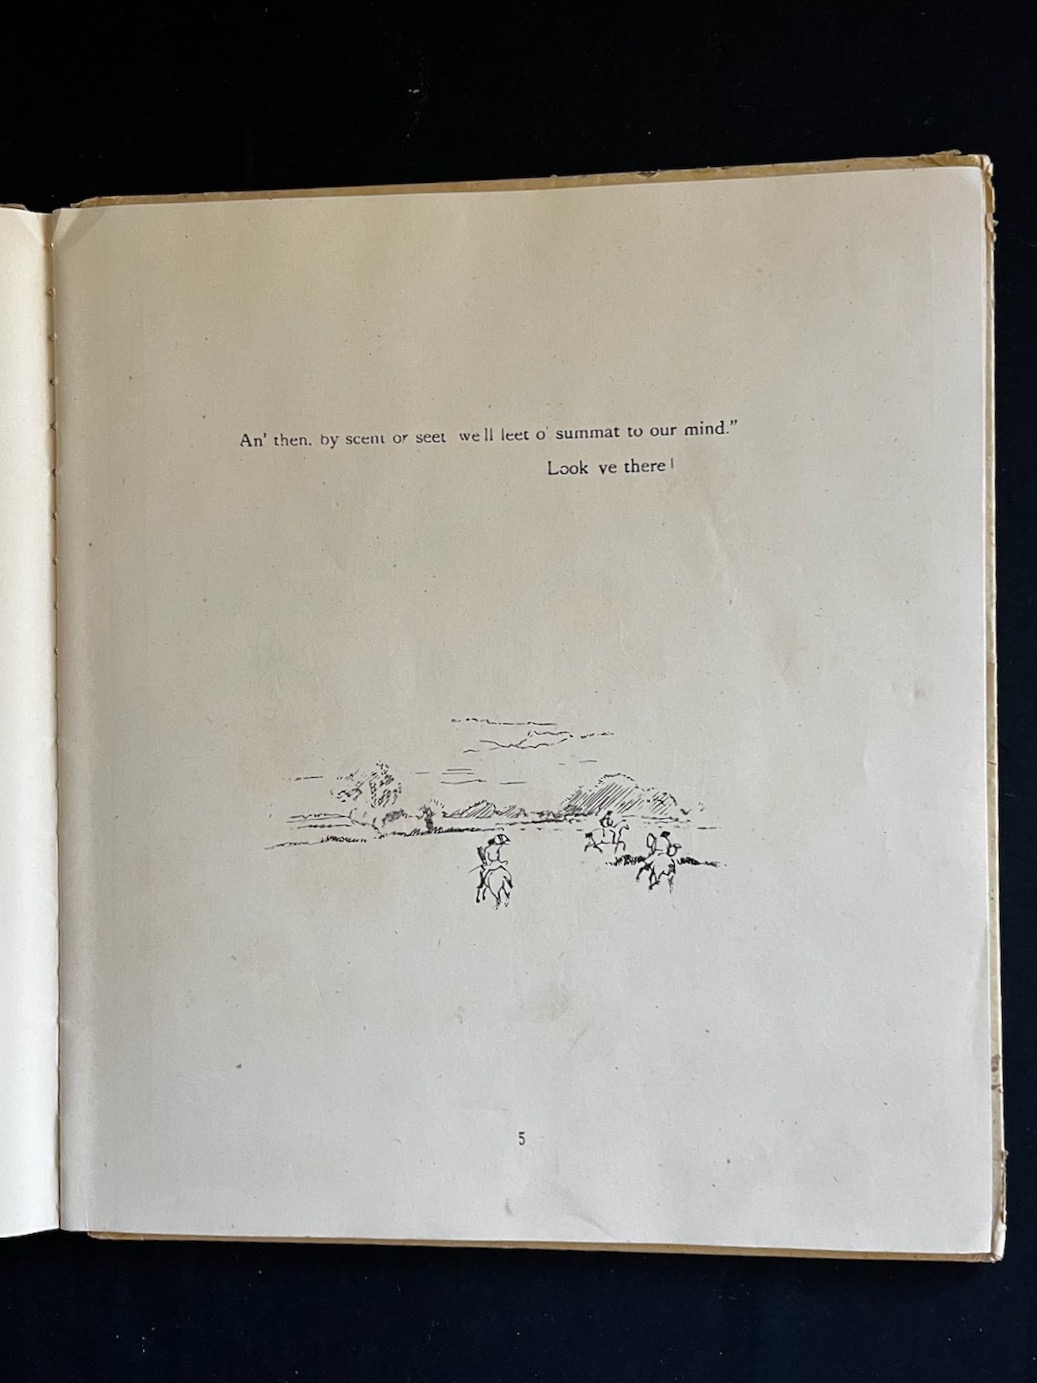 An' then, by scent or seet we'll leet o' summat to our mind."
Look ye there!
5